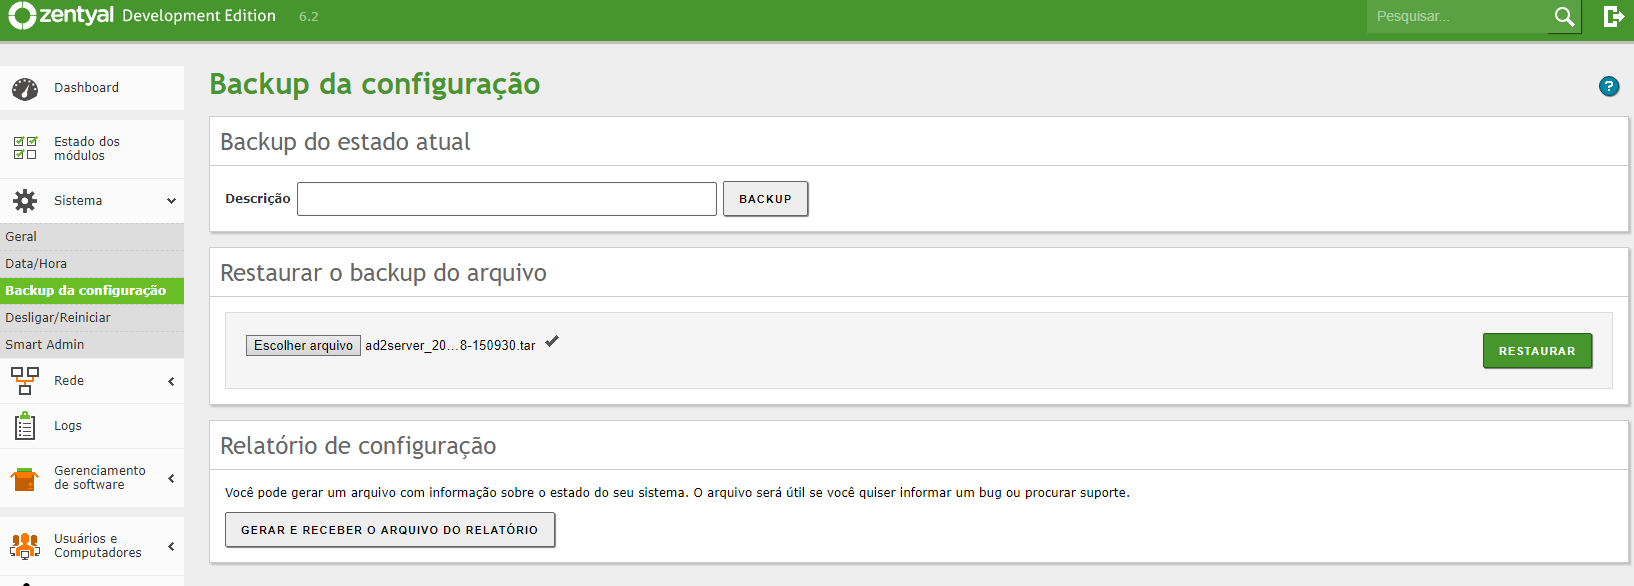 zentyal Development Edition 6.2
Pesquisar...
Dashboard
Estado dos
módulos
Sistema
Geral
Data/Hora
Backup da configuração
Desligar/Reiniciar
Smart Admin
Rede
Logs
Gerenciamento
de software
Usuários e
Computadores
Backup da configuração
?
Backup do estado atual
Descrição
BACKUP
Restaurar o backup do arquivo
Escolher arquivo ad2server_20...8-150930.tar
RESTAURAR
Relatório de configuração
Você pode gerar um arquivo com informação sobre o estado do seu sistema. O arquivo será útil se você quiser informar um bug ou procurar suporte.
GERAR E RECEBER O ARQUIVO DO RELATÓRIO